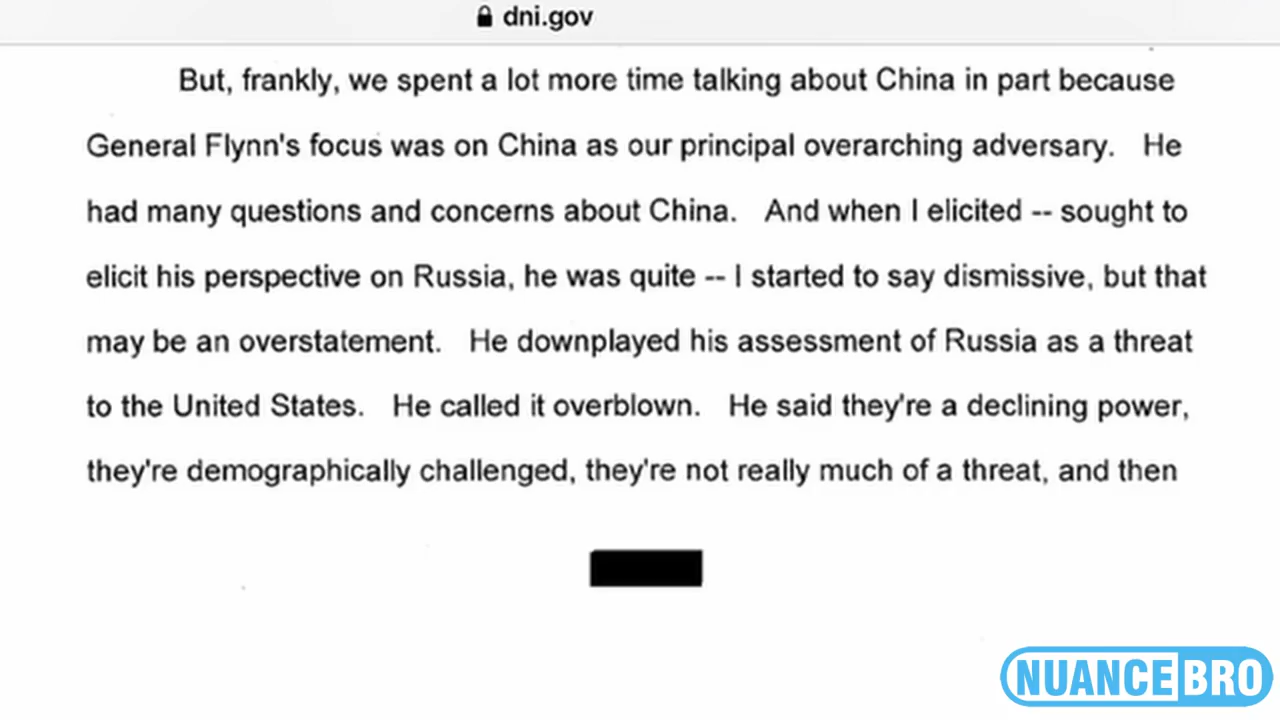 dni.gov
But, frankly, we spent a lot more time talking about China in part because
General Flynn's focus was on China as our principal overarching adversary. He
had many questions and concerns about China. And when I elicited -- sought to
elicit his perspective on Russia, he was quite -- I started to say dismissive, but that
may be an overstatement. He downplayed his assessment of Russia as a threat
to the United States. He called it overblown. He said they're a declining power,
they're demographically challenged, they're not really much of a threat, and then
NUANCE BRO